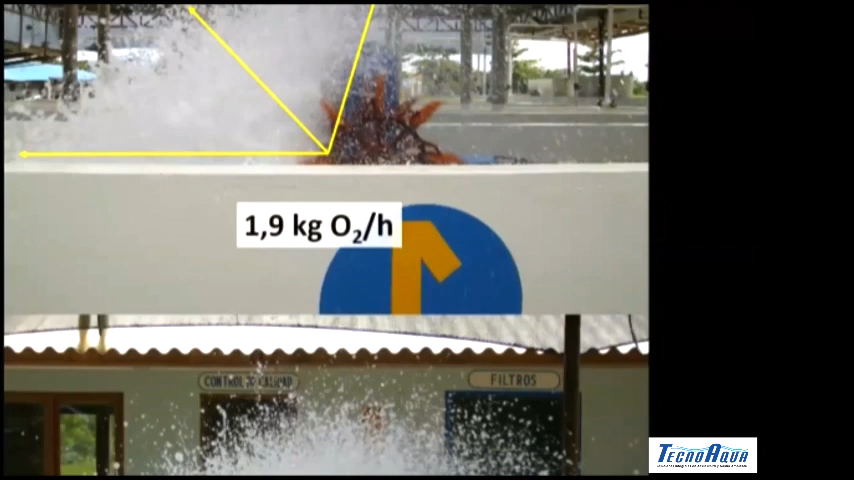 1,9 kg O₂/h
CONTROL DE CALIDAD
FILTROS
TECNOAQUA